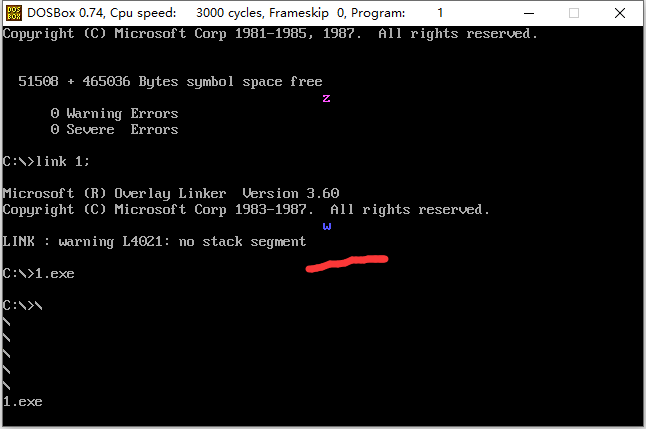 DOSBox 0.74, Cpu speed: 3000 cycles, Frameskip 0, Program: 1
Copyright (C) Microsoft Corp 1981-1985, 1987. All rights reserved.
51508 + 465036 Bytes symbol space free
z
0 Warning Errors
0 Severe Errors
C:\>link 1;
Microsoft (R) Overlay Linker Version 3.60
Copyright (C) Microsoft Corp 1983-1987. All rights reserved.
w
LINK : warning L4021: no stack segment
C:\>1.exe
C:\>\
\
\
\
\
\
1.exe